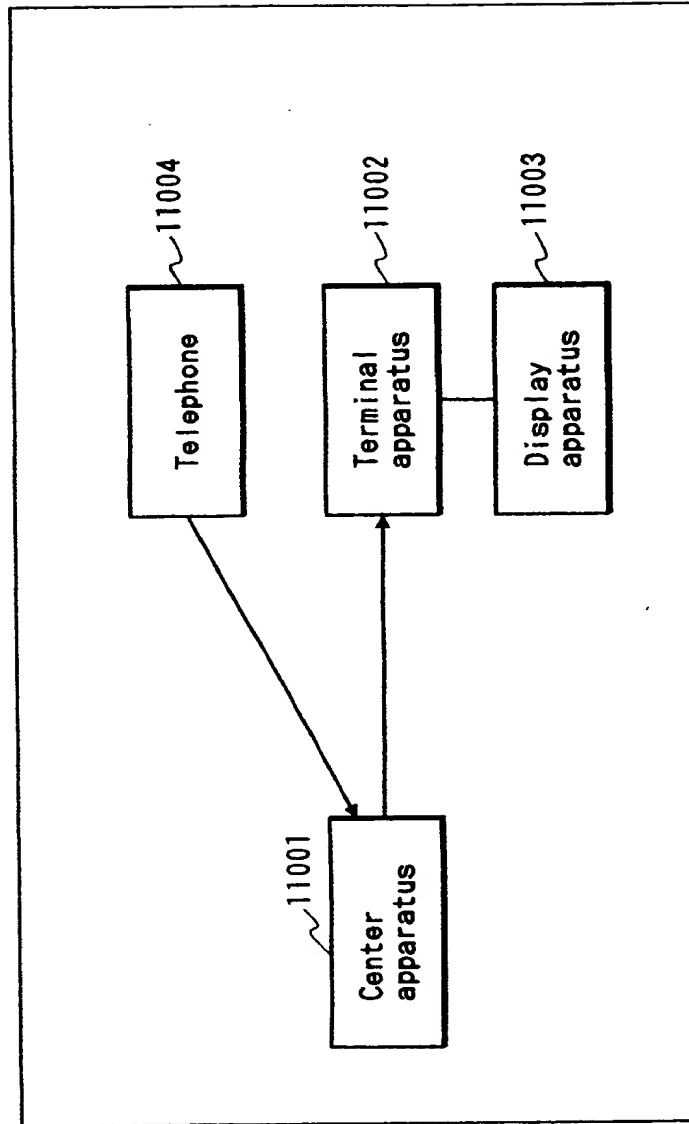 11004
Telephone
11001
Center
apparatus
11002
Terminal
apparatus
11003
Display
apparatus